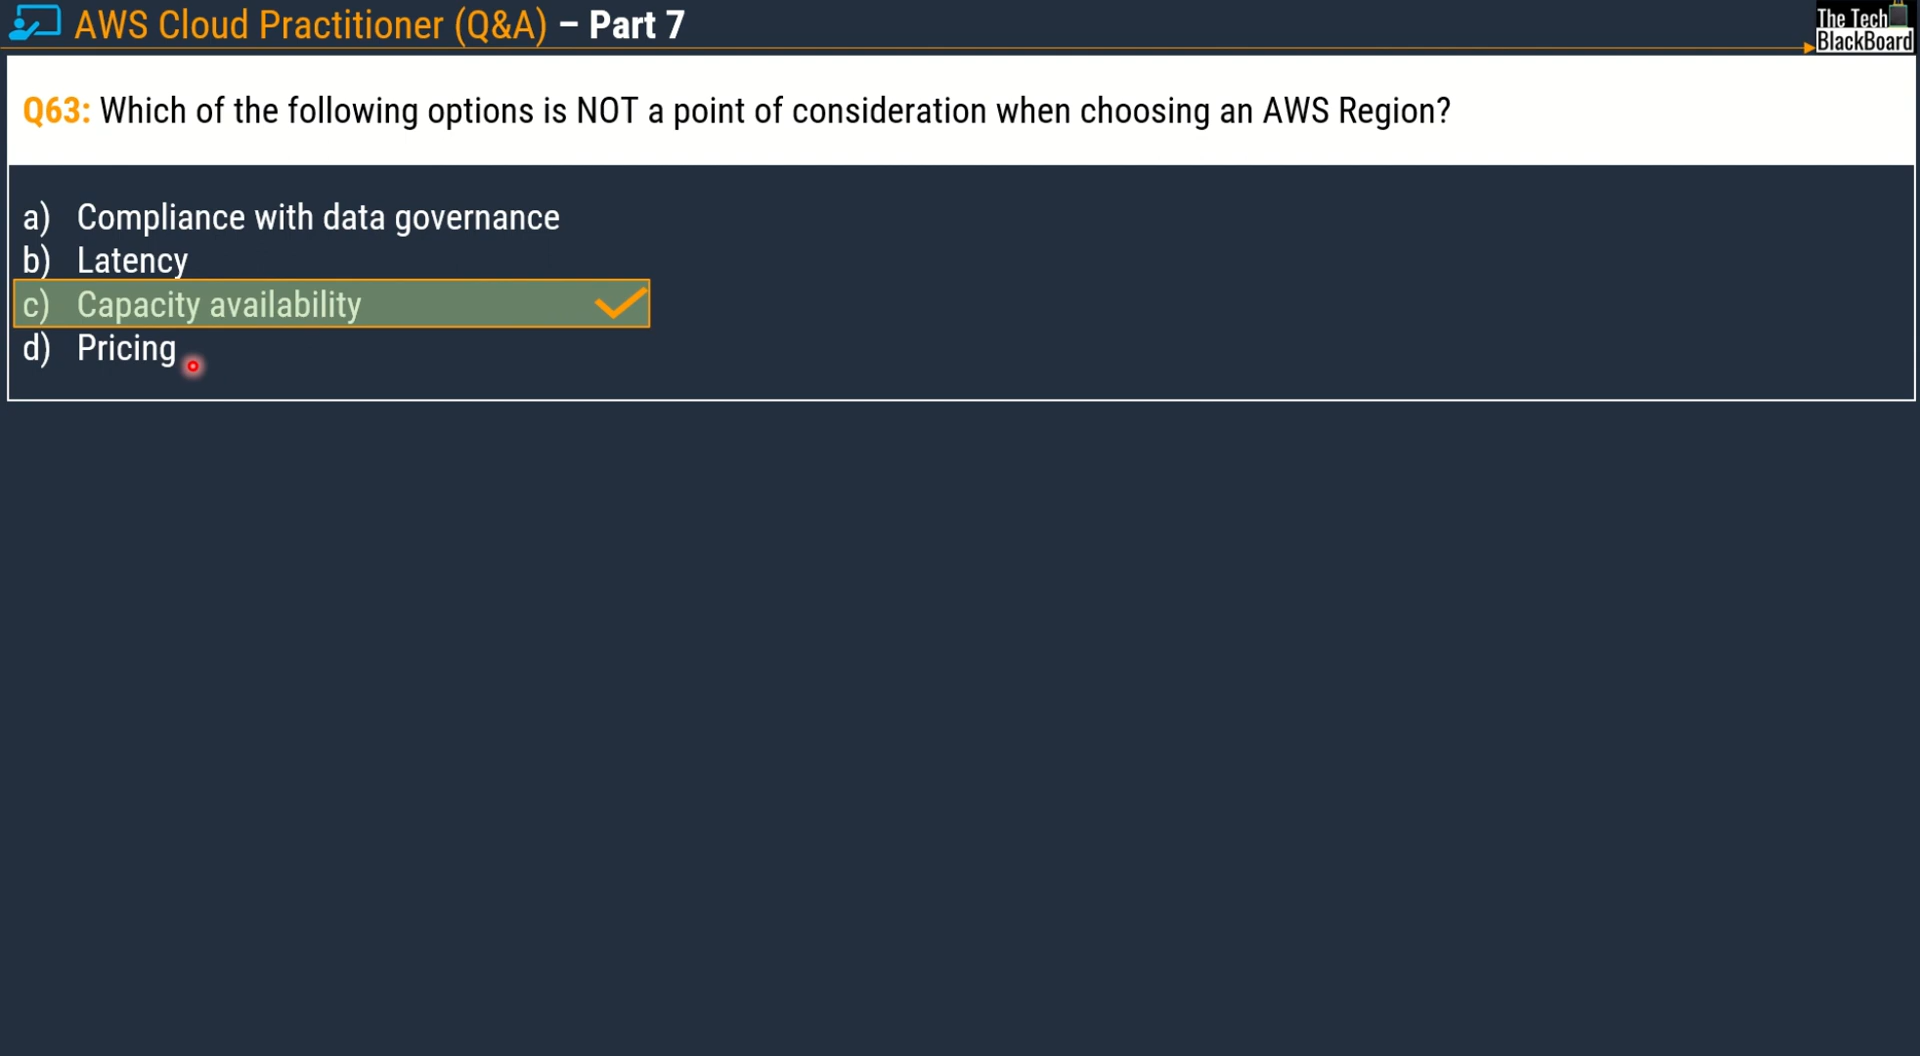 AWS Cloud Practitioner (Q&A) – Part 7
The Tech
BlackBoard
Q63: Which of the following options is NOT a point of consideration when choosing an AWS Region?
a) Compliance with data governance
b) Latency
c) Capacity availability
d) Pricing